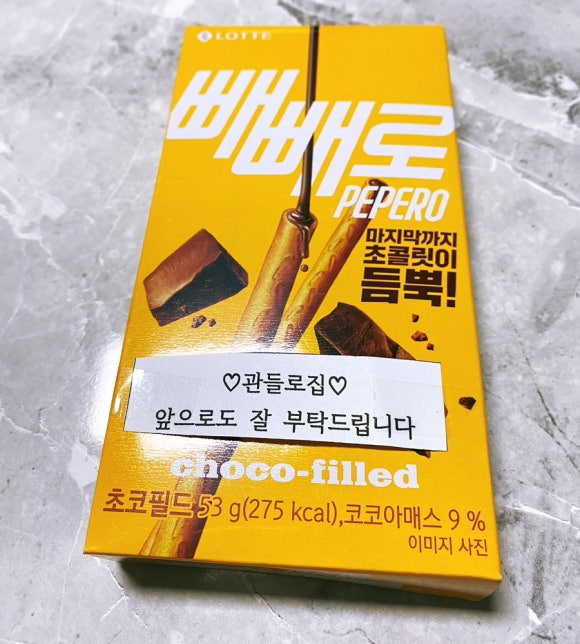 LOTTE
빼빼로
PEPERO
마지막까지
초콜릿이
듬뿍!
♡관들로집♡
앞으로도 잘 부탁드립니다
choco-filled
초코필드 53 g(275 kcal),코코아매스 9 %
이미지 사진